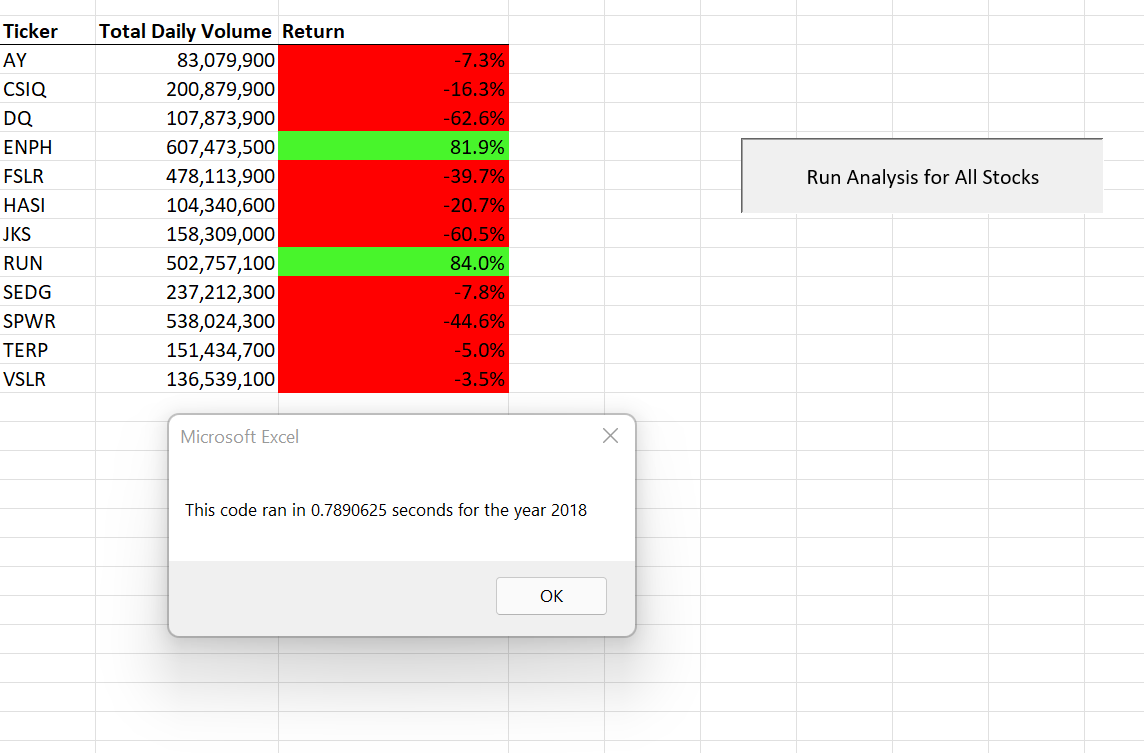 Ticker Total Daily Volume Return
AY 83,079,900 -7.3%
CSIQ 200,879,900 -16.3%
DQ 107,873,900 -62.6%
ENPH 607,473,500 81.9%
FSLR 478,113,900 -39.7%
HASI 104,340,600 -20.7%
JKS 158,309,000 -60.5%
RUN 502,757,100 84.0%
SEDG 237,212,300 -7.8%
SPWR 538,024,300 -44.6%
TERP 151,434,700 -5.0%
VSLR 136,539,100 -3.5%
Run Analysis for All Stocks
Microsoft Excel
This code ran in 0.7890625 seconds for the year 2018
OK